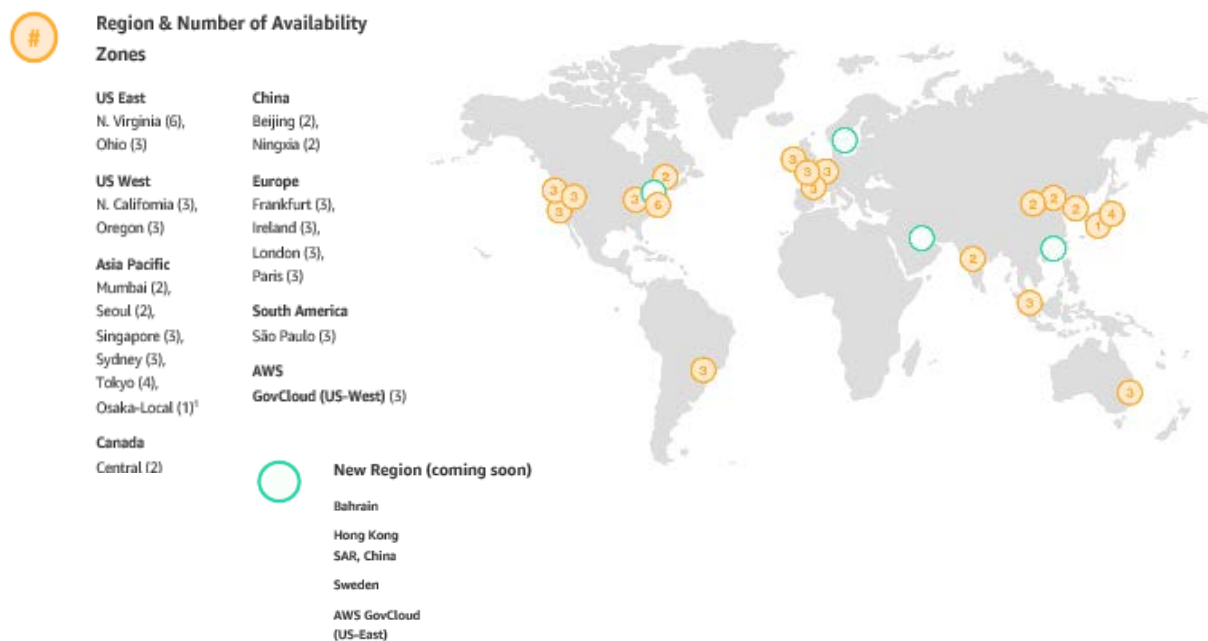 #
Region & Number of Availability
Zones
US East
N. Virginia (6),
Ohio (3)
US West
N. California (3),
Oregon (3)
Asia Pacific
Mumbai (2),
Seoul (2),
Singapore (3),
Sydney (3),
Tokyo (4),
Osaka-Local (1)¹
Canada
Central (2)
China
Beijing (2),
Ningxia (2)
Europe
Frankfurt (3),
Ireland (3),
London (3),
Paris (3)
South America
São Paulo (3)
AWS
GovCloud (US-West) (3)
New Region (coming soon)
Bahrain
Hong Kong
SAR, China
Sweden
AWS GovCloud
(US-East)
3
3
3
3
2
6
3
3
3
3
3
2
2
2
2
1
4
3
3